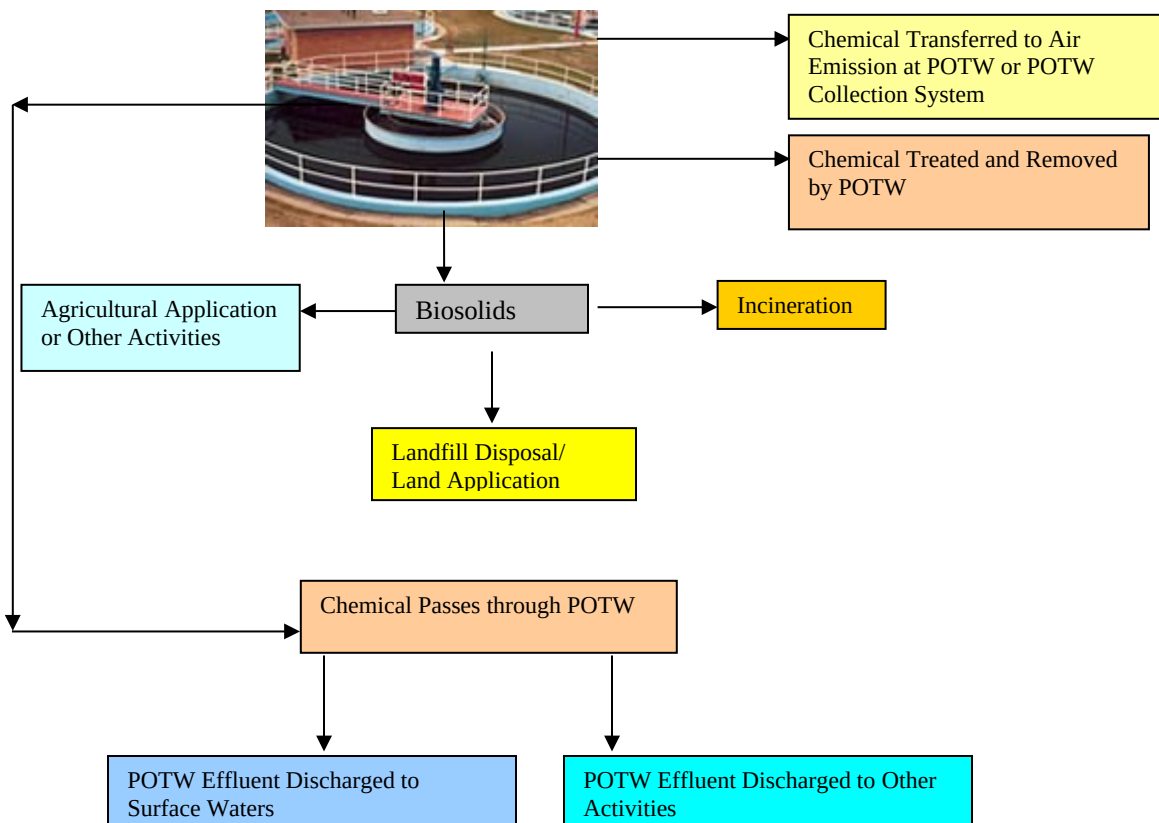 Chemical Transferred to Air
Emission at POTW or POTW
Collection System
Chemical Treated and Removed
by POTW
Agricultural Application
or Other Activities
Biosolids
Incineration
Landfill Disposal/
Land Application
Chemical Passes through POTW
POTW Effluent Discharged to
Surface Waters
POTW Effluent Discharged to Other
Activities